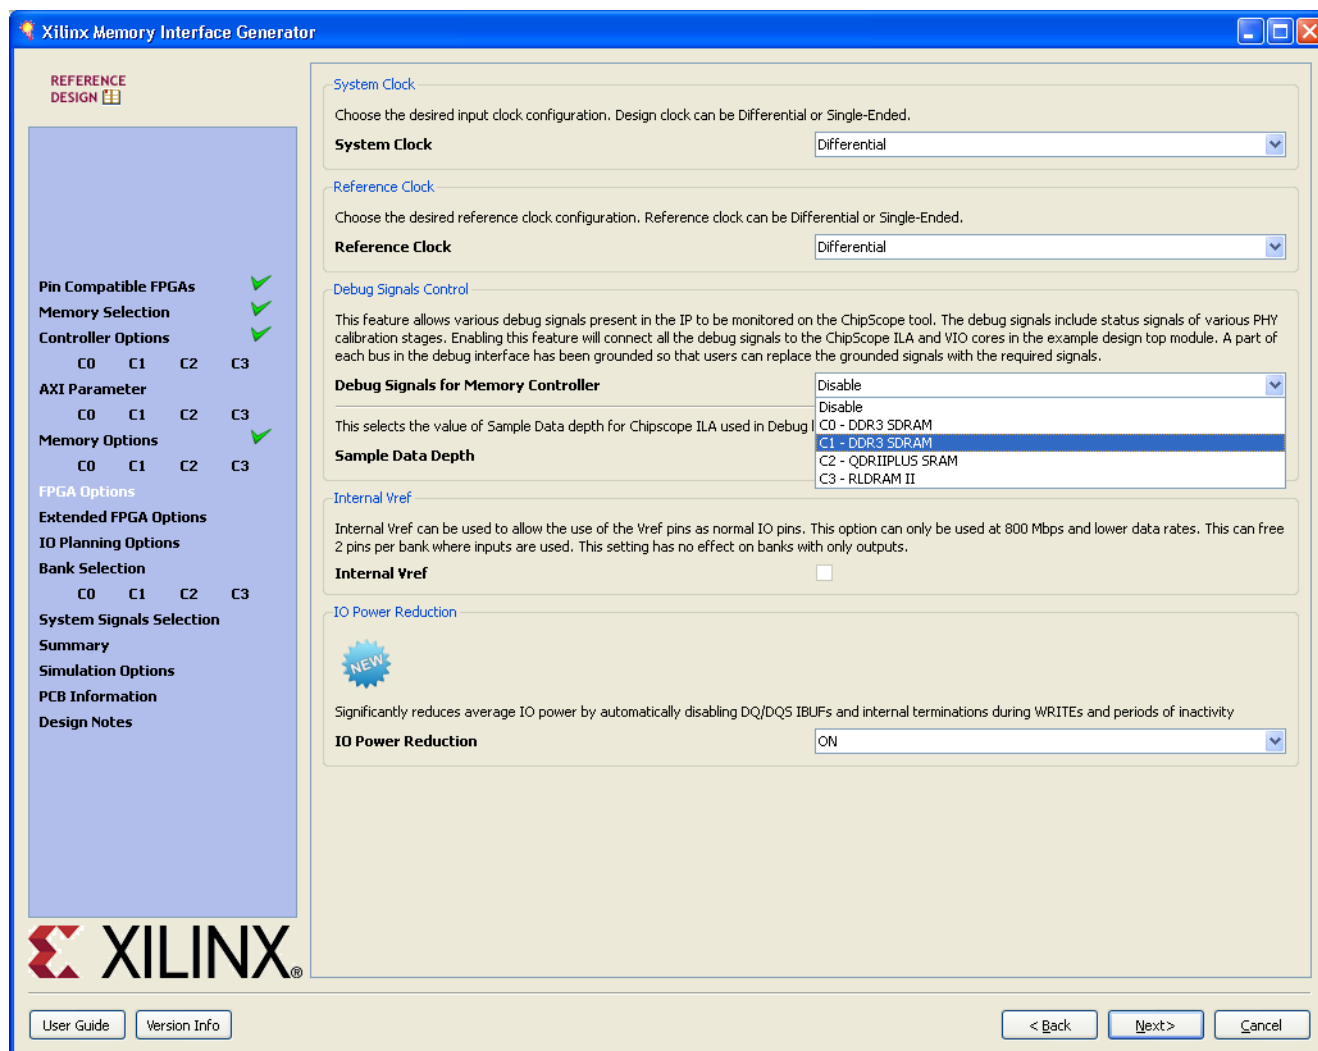 Xilinx Memory Interface Generator
REFERENCE
DESIGN
Pin Compatible FPGAs
Memory Selection
Controller Options
C0 C1 C2 C3
AXI Parameter
C0 C1 C2 C3
Memory Options
C0 C1 C2 C3
FPGA Options
Extended FPGA Options
IO Planning Options
Bank Selection
C0 C1 C2 C3
System Signals Selection
Summary
Simulation Options
PCB Information
Design Notes
XILINX®
System Clock
Choose the desired input clock configuration. Design clock can be Differential or Single-Ended.
System Clock Differential
Reference Clock
Choose the desired reference clock configuration. Reference clock can be Differential or Single-Ended.
Reference Clock Differential
Debug Signals Control
This feature allows various debug signals present in the IP to be monitored on the ChipScope tool. The debug signals include status signals of various PHY
calibration stages. Enabling this feature will connect all the debug signals to the ChipScope ILA and VIO cores in the example design top module. A part of
each bus in the debug interface has been grounded so that users can replace the grounded signals with the required signals.
Debug Signals for Memory Controller Disable
Disable
C0 - DDR3 SDRAM
C1 - DDR3 SDRAM
C2 - QDRIIPLUS SRAM
C3 - RLDRAM II
This selects the value of Sample Data depth for Chipscope ILA used in Debug
Sample Data Depth
Internal Vref
Internal Vref can be used to allow the use of the Vref pins as normal IO pins. This option can only be used at 800 Mbps and lower data rates. This can free
2 pins per bank where inputs are used. This setting has no effect on banks with only outputs.
Internal Vref
IO Power Reduction
NEW
Significantly reduces average IO power by automatically disabling DQ/DQS IBUFs and internal terminations during WRITEs and periods of inactivity
IO Power Reduction ON
User Guide Version Info < Back Next> Cancel